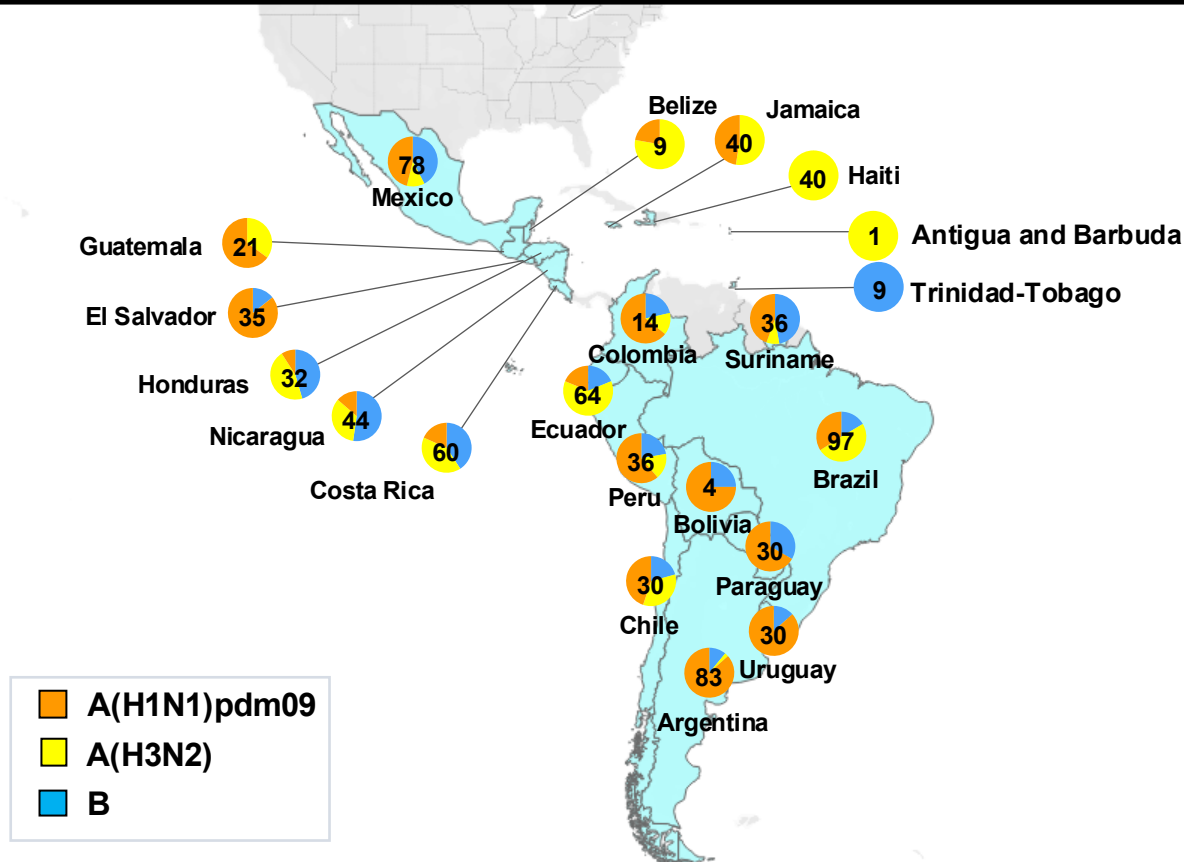 Belize
9
Jamaica
40
Haiti
40
78
Mexico
Antigua and Barbuda
1
Guatemala
21
Trinidad-Tobago
9
El Salvador
35
14
Colombia
36
Suriname
Honduras
32
64
Ecuador
Nicaragua
44
Costa Rica
60
97
Brazil
36
Peru
4
Bolivia
30
Paraguay
30
Chile
30
Uruguay
83
Argentina
A(H1N1)pdm09
A(H3N2)
B